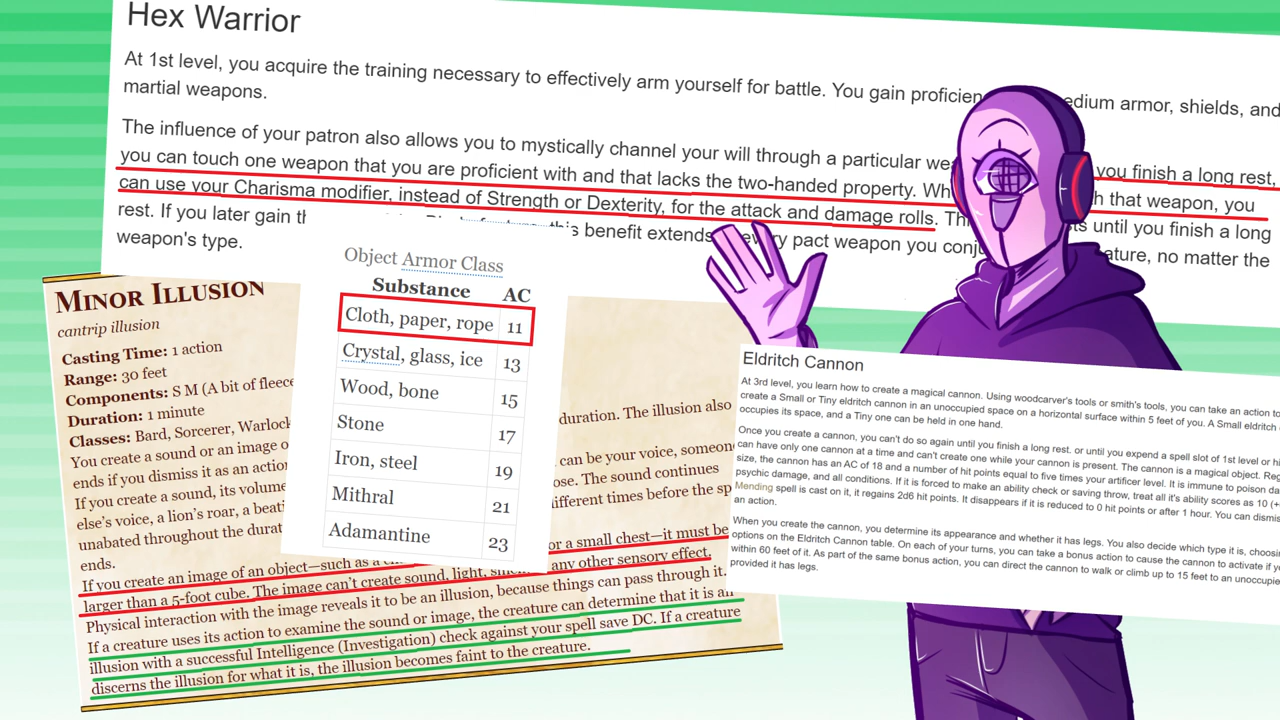 Hex Warrior
At 1st level, you acquire the training necessary to effectively arm yourself for battle. You gain medium armor, shields, and
martial weapons.
The influence of your patron also allows you to mystically channel your will through a particular you finish a long rest,
you can touch one weapon that you are proficient with and that lacks the two-handed property. that weapon, you
can use your Charisma modifier, instead of Strength or Dexterity, for the attack and damage rolls. until you finish a long
rest. If you later gain this benefit extends every pact weapon you no matter the
weapon's type.
Object Armor Class
Substance AC
Cloth, paper, rope 11
Crystal, glass, ice 13
Wood, bone 15
Stone 17
Iron, steel 19
Mithral 21
Adamantine 23
MINOR ILLUSION
cantrip illusion
Casting Time: 1 action
Range: 30 feet
Components: S M (A bit of fleece
Duration: 1 minute
Classes: Bard, Sorcerer, Warlock
You create a sound or an image o duration. The illusion also
ends if you dismiss it as an action
If you create a sound, its volume can be your voice, someone
else's voice, a lion's roar, a The sound continues
unabated throughout the different times before the
ends.
If you create an image of an object—such as a or a small chest—it must be
larger than a 5-foot cube. The image can't create sound, light, any other sensory effect.
Physical interaction with the image reveals it to be an illusion, because things can pass through it.
If a creature uses its action to examine the sound or image, the creature can determine that it is an
illusion with a successful Intelligence (Investigation) check against your spell save DC. If a creature
discerns the illusion for what it is, the illusion becomes faint to the creature.
Eldritch Cannon
At 3rd level, you learn how to create a magical cannon. Using woodcarver's tools or smith's tools, you can take an action to
create a Small or Tiny eldritch cannon in an unoccupied space on a horizontal surface within 5 feet of you. A Small eldritch
occupies its space, and a Tiny one can be held in one hand.
Once you create a cannon, you can't do so again until you finish a long rest. or until you expend a spell slot of 1st level or
can have only one cannon at a time and can't create one while your cannon is present. The cannon is a magical object.
size, the cannon has an AC of 18 and a number of hit points equal to five times your artificer level. It is immune to poison
psychic damage, and all conditions. If it is forced to make an ability check or saving throw, treat all it's ability scores as 10
Mending spell is cast on it, it regains 2d6 hit points. It disappears if it is reduced to 0 hit points or after 1 hour. You can
an action.
When you create the cannon, you determine its appearance and whether it has legs. You also decide which type it is,
options on the Eldritch Cannon table. On each of your turns, you can take a bonus action to cause the cannon to activate if
within 60 feet of it. As part of the same bonus action, you can direct the cannon to walk or climb up to 15 feet to an
provided it has legs.